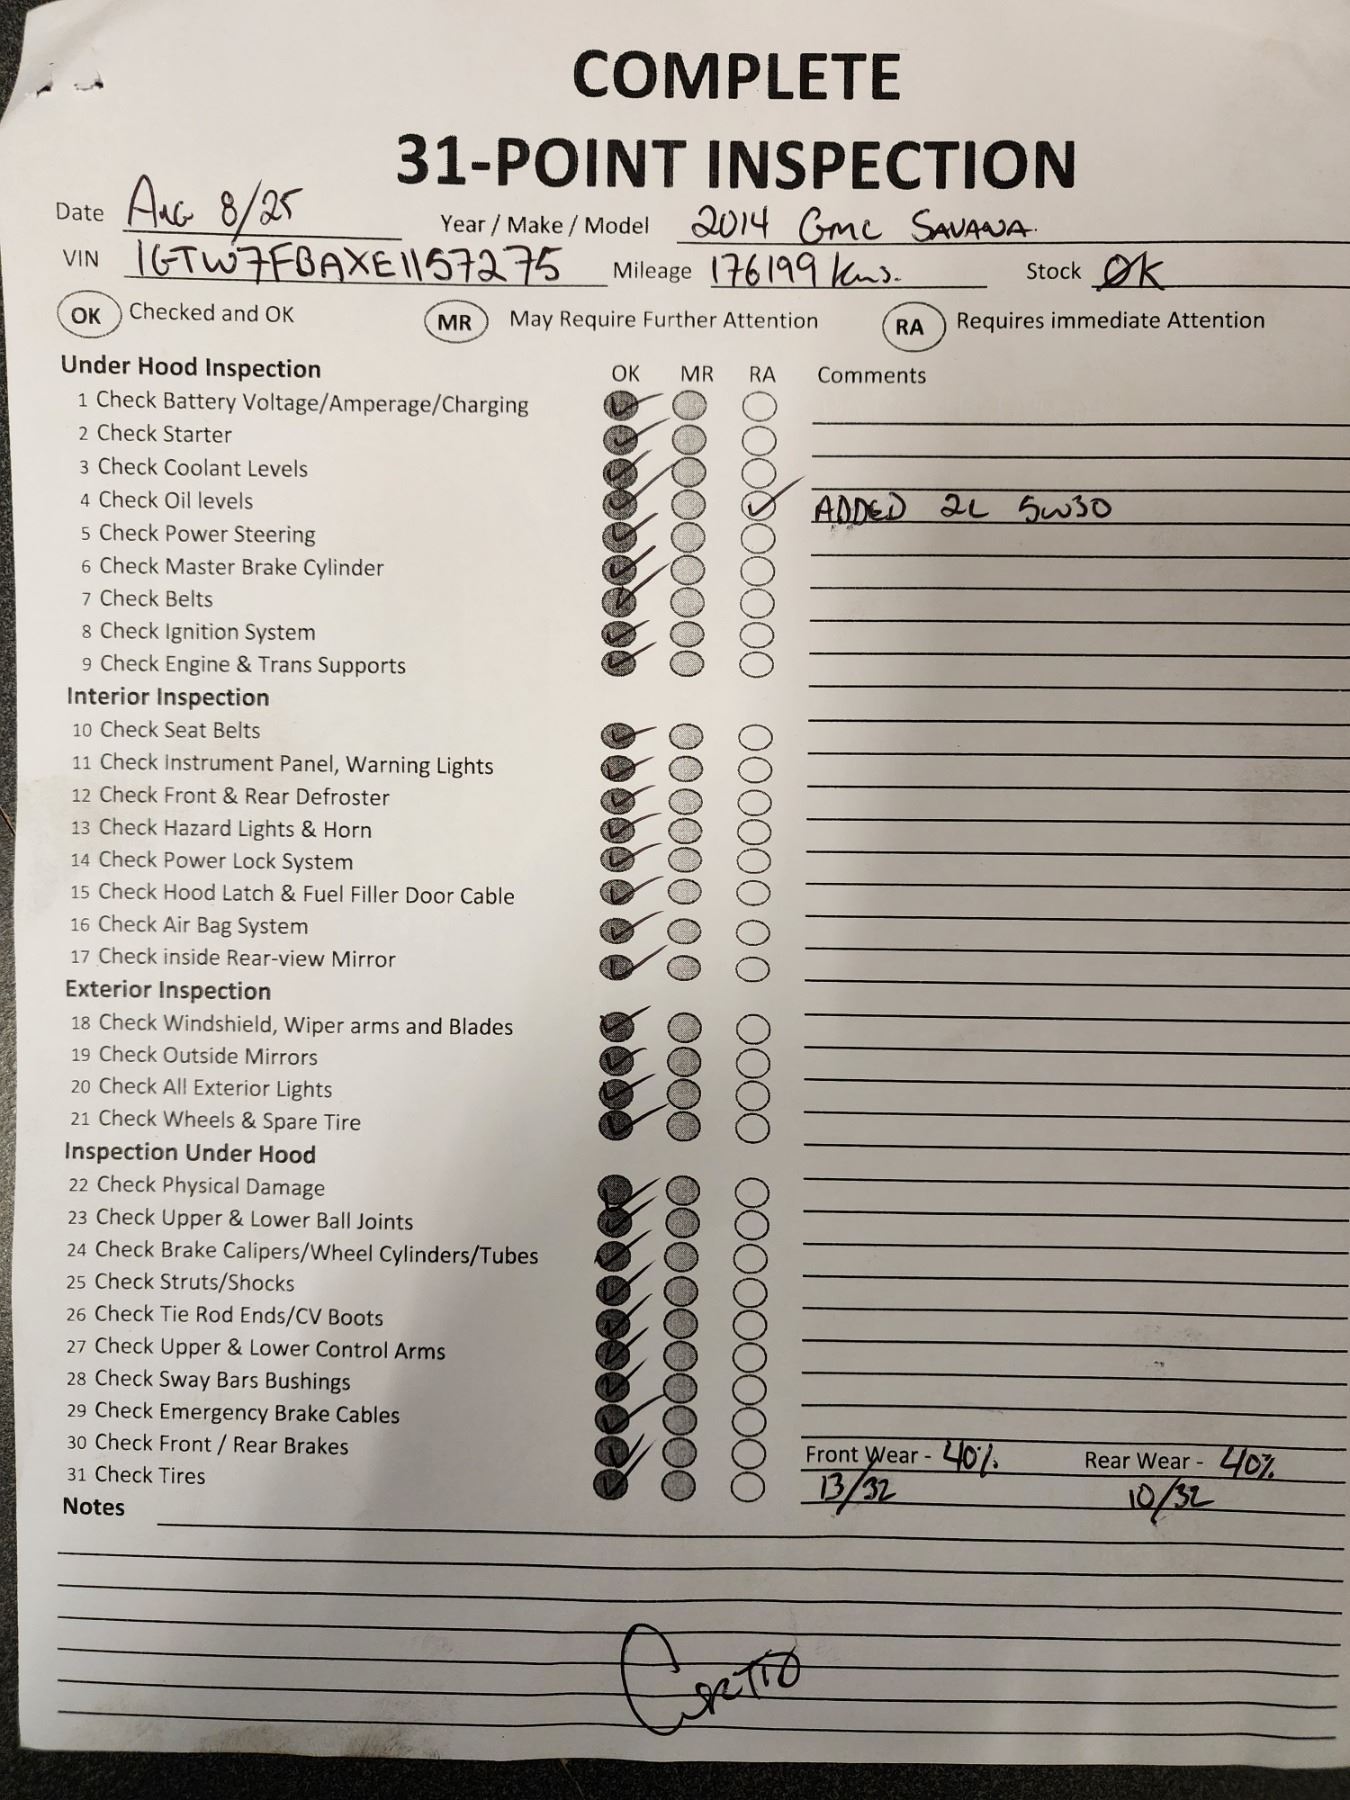 COMPLETE
31-POINT INSPECTION
Date Aug 8/25 Year / Make / Model 2014 GMC SAVANA
VIN 1GTW7FBAXE1157275 Mileage 176199 kms. Stock OK
OK Checked and OK MR May Require Further Attention RA Requires immediate Attention
Under Hood Inspection OK MR RA Comments
1 Check Battery Voltage/Amperage/Charging
2 Check Starter
3 Check Coolant Levels
4 Check Oil levels ADDED 2L 5W30
5 Check Power Steering
6 Check Master Brake Cylinder
7 Check Belts
8 Check Ignition System
9 Check Engine & Trans Supports
Interior Inspection
10 Check Seat Belts
11 Check Instrument Panel, Warning Lights
12 Check Front & Rear Defroster
13 Check Hazard Lights & Horn
14 Check Power Lock System
15 Check Hood Latch & Fuel Filler Door Cable
16 Check Air Bag System
17 Check inside Rear-view Mirror
Exterior Inspection
18 Check Windshield, Wiper arms and Blades
19 Check Outside Mirrors
20 Check All Exterior Lights
21 Check Wheels & Spare Tire
Inspection Under Hood
22 Check Physical Damage
23 Check Upper & Lower Ball Joints
24 Check Brake Calipers/Wheel Cylinders/Tubes
25 Check Struts/Shocks
26 Check Tie Rod Ends/CV Boots
27 Check Upper & Lower Control Arms
28 Check Sway Bars Bushings
29 Check Emergency Brake Cables
30 Check Front / Rear Brakes Front Wear - 40% Rear Wear - 40%
31 Check Tires 13/32 10/32
Notes